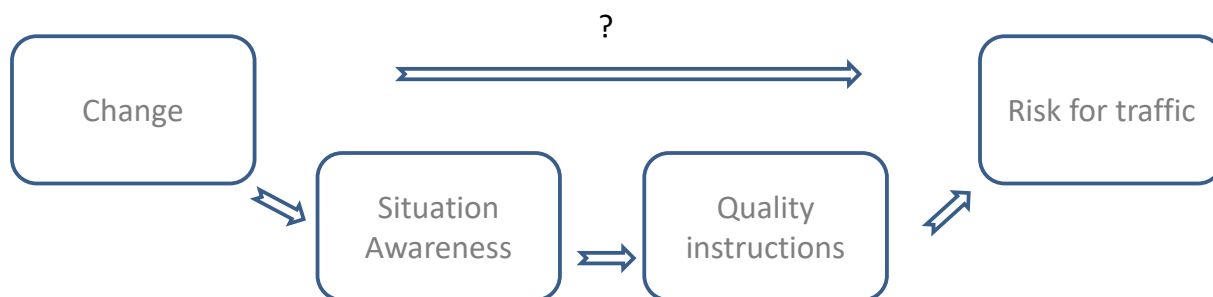 ?
Change
Risk for traffic
Situation
Awareness
Quality
instructions